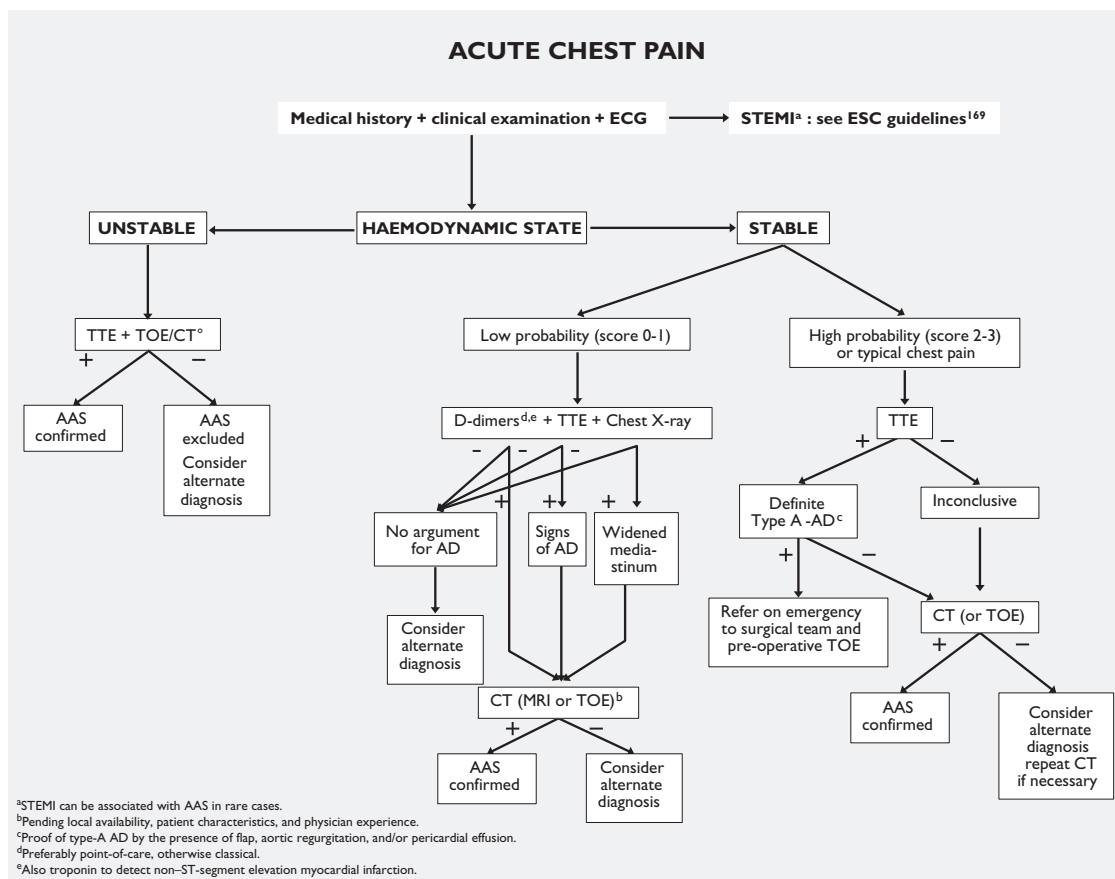 ACUTE CHEST PAIN
Medical history + clinical examination + ECG
STEMIᵃ : see ESC guidelines¹⁶⁹
UNSTABLE
HAEMODYNAMIC STATE
STABLE
TTE + TOE/CT°
+
–
AAS
confirmed
AAS
excluded
Consider
alternate
diagnosis
Low probability (score 0-1)
D-dimersᵈ,ᵉ + TTE + Chest X-ray
-
-
-
+
+
+
No argument
for AD
Signs
of AD
Widened
media-
stinum
Consider
alternate
diagnosis
CT (MRI or TOE)ᵇ
+
–
AAS
confirmed
Consider
alternate
diagnosis
High probability (score 2-3)
or typical chest pain
TTE
+
–
Definite
Type A -ADᶜ
Inconclusive
+
–
Refer on emergency
to surgical team and
pre-operative TOE
CT (or TOE)
+
–
AAS
confirmed
Consider
alternate
diagnosis
repeat CT
if necessary
ᵃSTEMI can be associated with AAS in rare cases.
ᵇPending local availability, patient characteristics, and physician experience.
ᶜProof of type-A AD by the presence of flap, aortic regurgitation, and/or pericardial effusion.
ᵈPreferably point-of-care, otherwise classical.
ᵉAlso troponin to detect non–ST-segment elevation myocardial infarction.